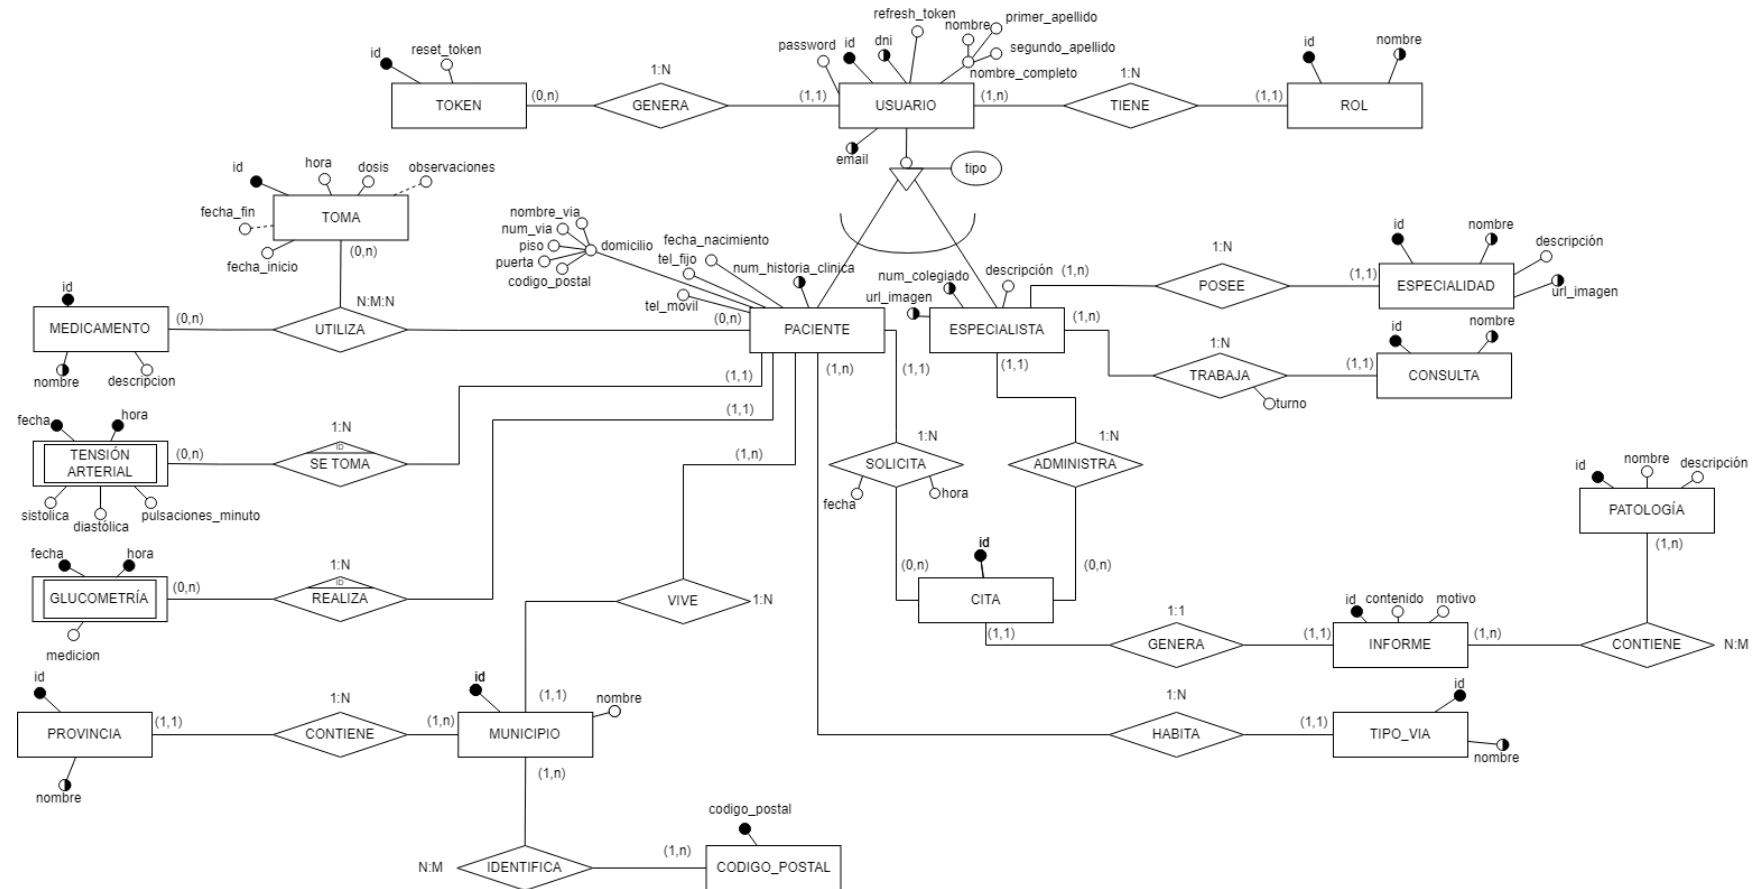 refresh_token
nombre
primer_apellido
password
id
dni
segundo_apellido
nombre_completo
id
reset_token
id
nombre
1:N
1:N
TOKEN
(0,n)
GENERA
(1,1)
USUARIO
(1,n)
TIENE
(1,1)
ROL
email
tipo
id
hora
dosis
observaciones
fecha_fin
TOMA
fecha_inicio
(0,n)
nombre_via
num_via
piso
puerta
codigo_postal
domicilio
fecha_nacimiento
tel_fijo
num_historia_clinica
tel_movil
num_colegiado
descripción
url_imagen
id
nombre
descripción
1:N
(1,n)
POSEE
(1,1)
ESPECIALIDAD
url_imagen
id
N:M:N
MEDICAMENTO
(0,n)
UTILIZA
(0,n)
PACIENTE
ESPECIALISTA
(1,n)
id
nombre
1:N
nombre
descripcion
(1,1)
(1,n)
(1,1)
(1,1)
TRABAJA
(1,1)
CONSULTA
turno
fecha
hora
(1,1)
1:N
TENSIÓN
ARTERIAL
(0,n)
ID
SE TOMA
(1,n)
1:N
SOLICITA
1:N
ADMINISTRA
fecha
hora
sistolica
diastólica
pulsaciones_minuto
id
nombre
descripción
PATOLOGÍA
(1,n)
fecha
hora
1:N
GLUCOMETRÍA
(0,n)
ID
REALIZA
medicion
VIVE
1:N
id
(0,n)
(0,n)
CITA
(1,1)
1:1
GENERA
(1,1)
id
contenido
motivo
INFORME
(1,n)
CONTIENE
N:M
id
1:N
id
nombre
(1,1)
PROVINCIA
(1,1)
CONTIENE
(1,n)
MUNICIPIO
nombre
(1,n)
1:N
HABITA
(1,1)
id
TIPO_VIA
nombre
codigo_postal
N:M
IDENTIFICA
(1,n)
CODIGO_POSTAL